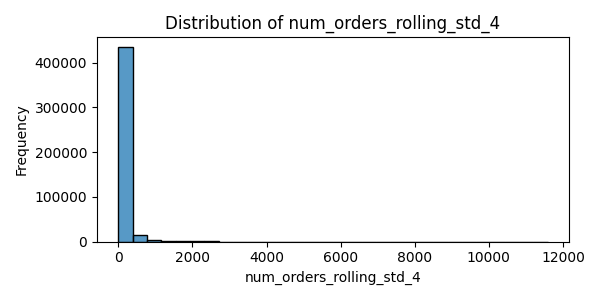 Distribution of num_orders_rolling_std_4
Frequency
400000
300000
200000
100000
0
0 2000 4000 6000 8000 10000 12000
num_orders_rolling_std_4